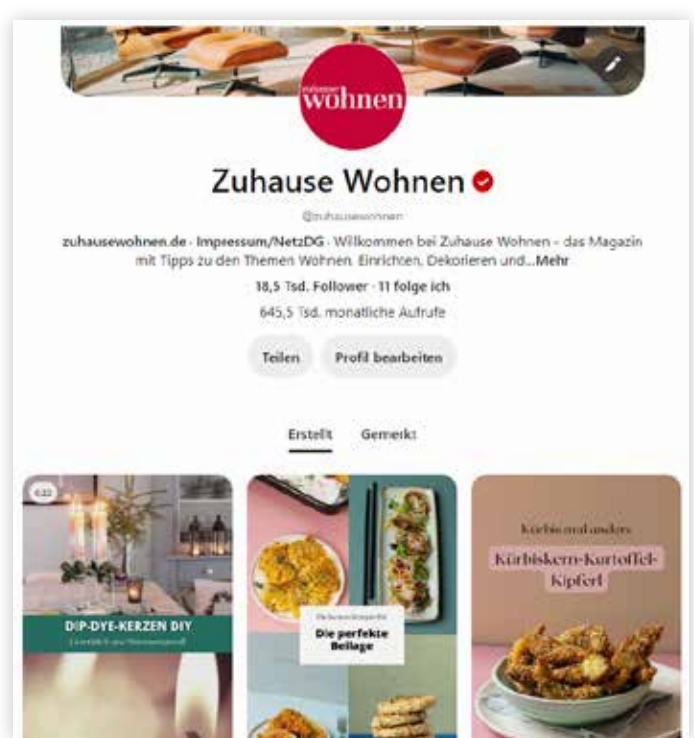 zuhause
wohnen
Zuhause Wohnen
@zuhausewohnen
zuhausewohnen.de · Impressum/NetzDG · Willkommen bei Zuhause Wohnen – das Magazin
mit Tipps zu den Themen Wohnen, Einrichten, Dekorieren und...Mehr
18,5 Tsd. Follower · 11 folge ich
645,5 Tsd. monatliche Aufrufe
Teilen Profil bearbeiten
Erstellt Gemerkt
DIP-DYE-KERZEN DIY
Die perfekte
Beilage
Kürbis mal anders
Kürbiskern-Kartoffel-
Kipferl